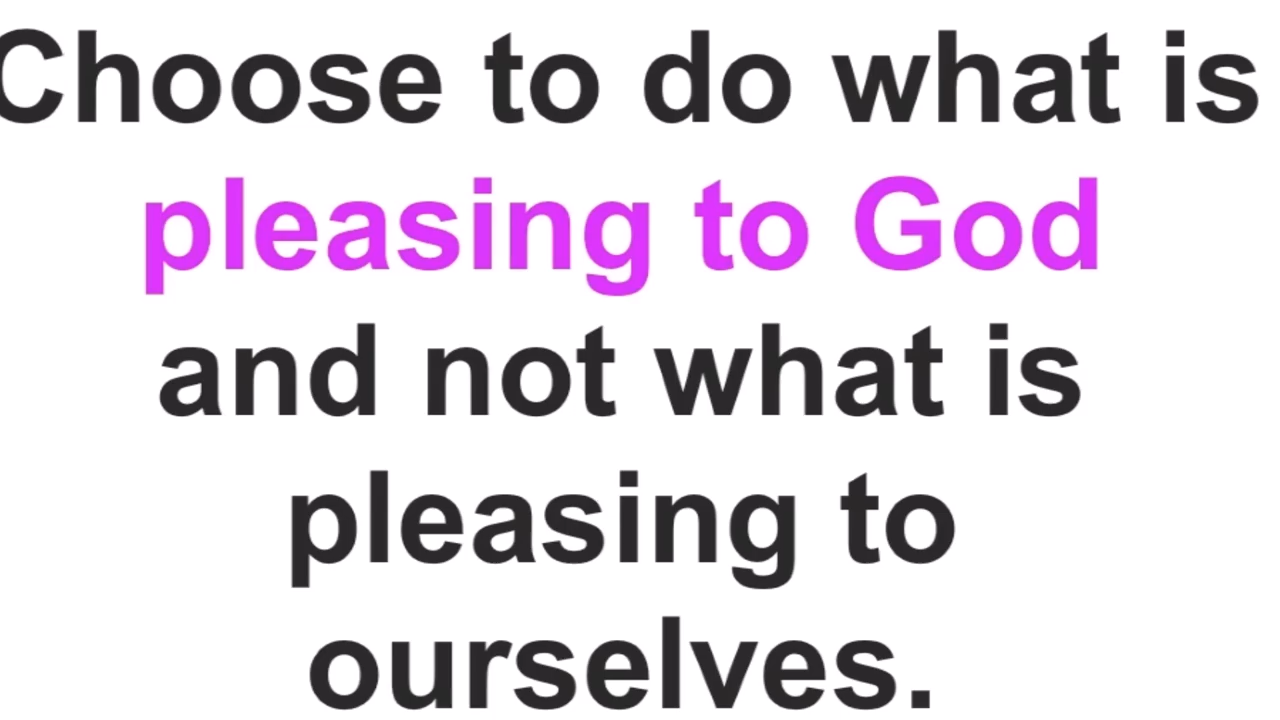 Choose to do what is
pleasing to God
and not what is
pleasing to
ourselves.